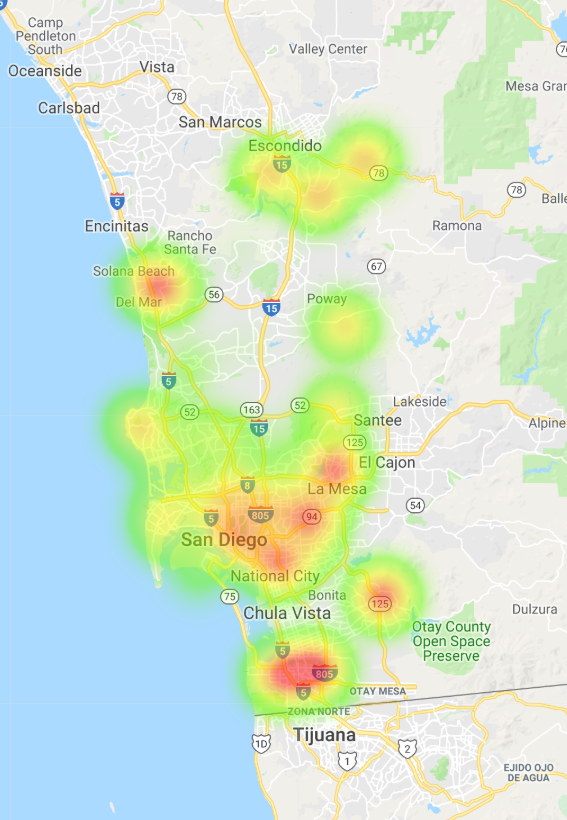 Camp
Pendleton
South
Valley Center
Oceanside
Vista
Mesa Gran
78
Carlsbad
San Marcos
Escondido
15
78
78
5
Balle
Encinitas
Ramona
Rancho
Santa Fe
67
Solana Beach
56
Del Mar
Poway
15
5
Lakeside
52
163
52
Santee
Alpine
15
125
El Cajon
8
La Mesa
54
5
805
94
San Diego
National City
75
Bonita
125
Chula Vista
Dulzura
Otay County
Open Space
Preserve
5
805
5
OTAY MESA
ZONA NORTE
Tijuana
1D
2
1
EJIDO OJO
DE AGUA